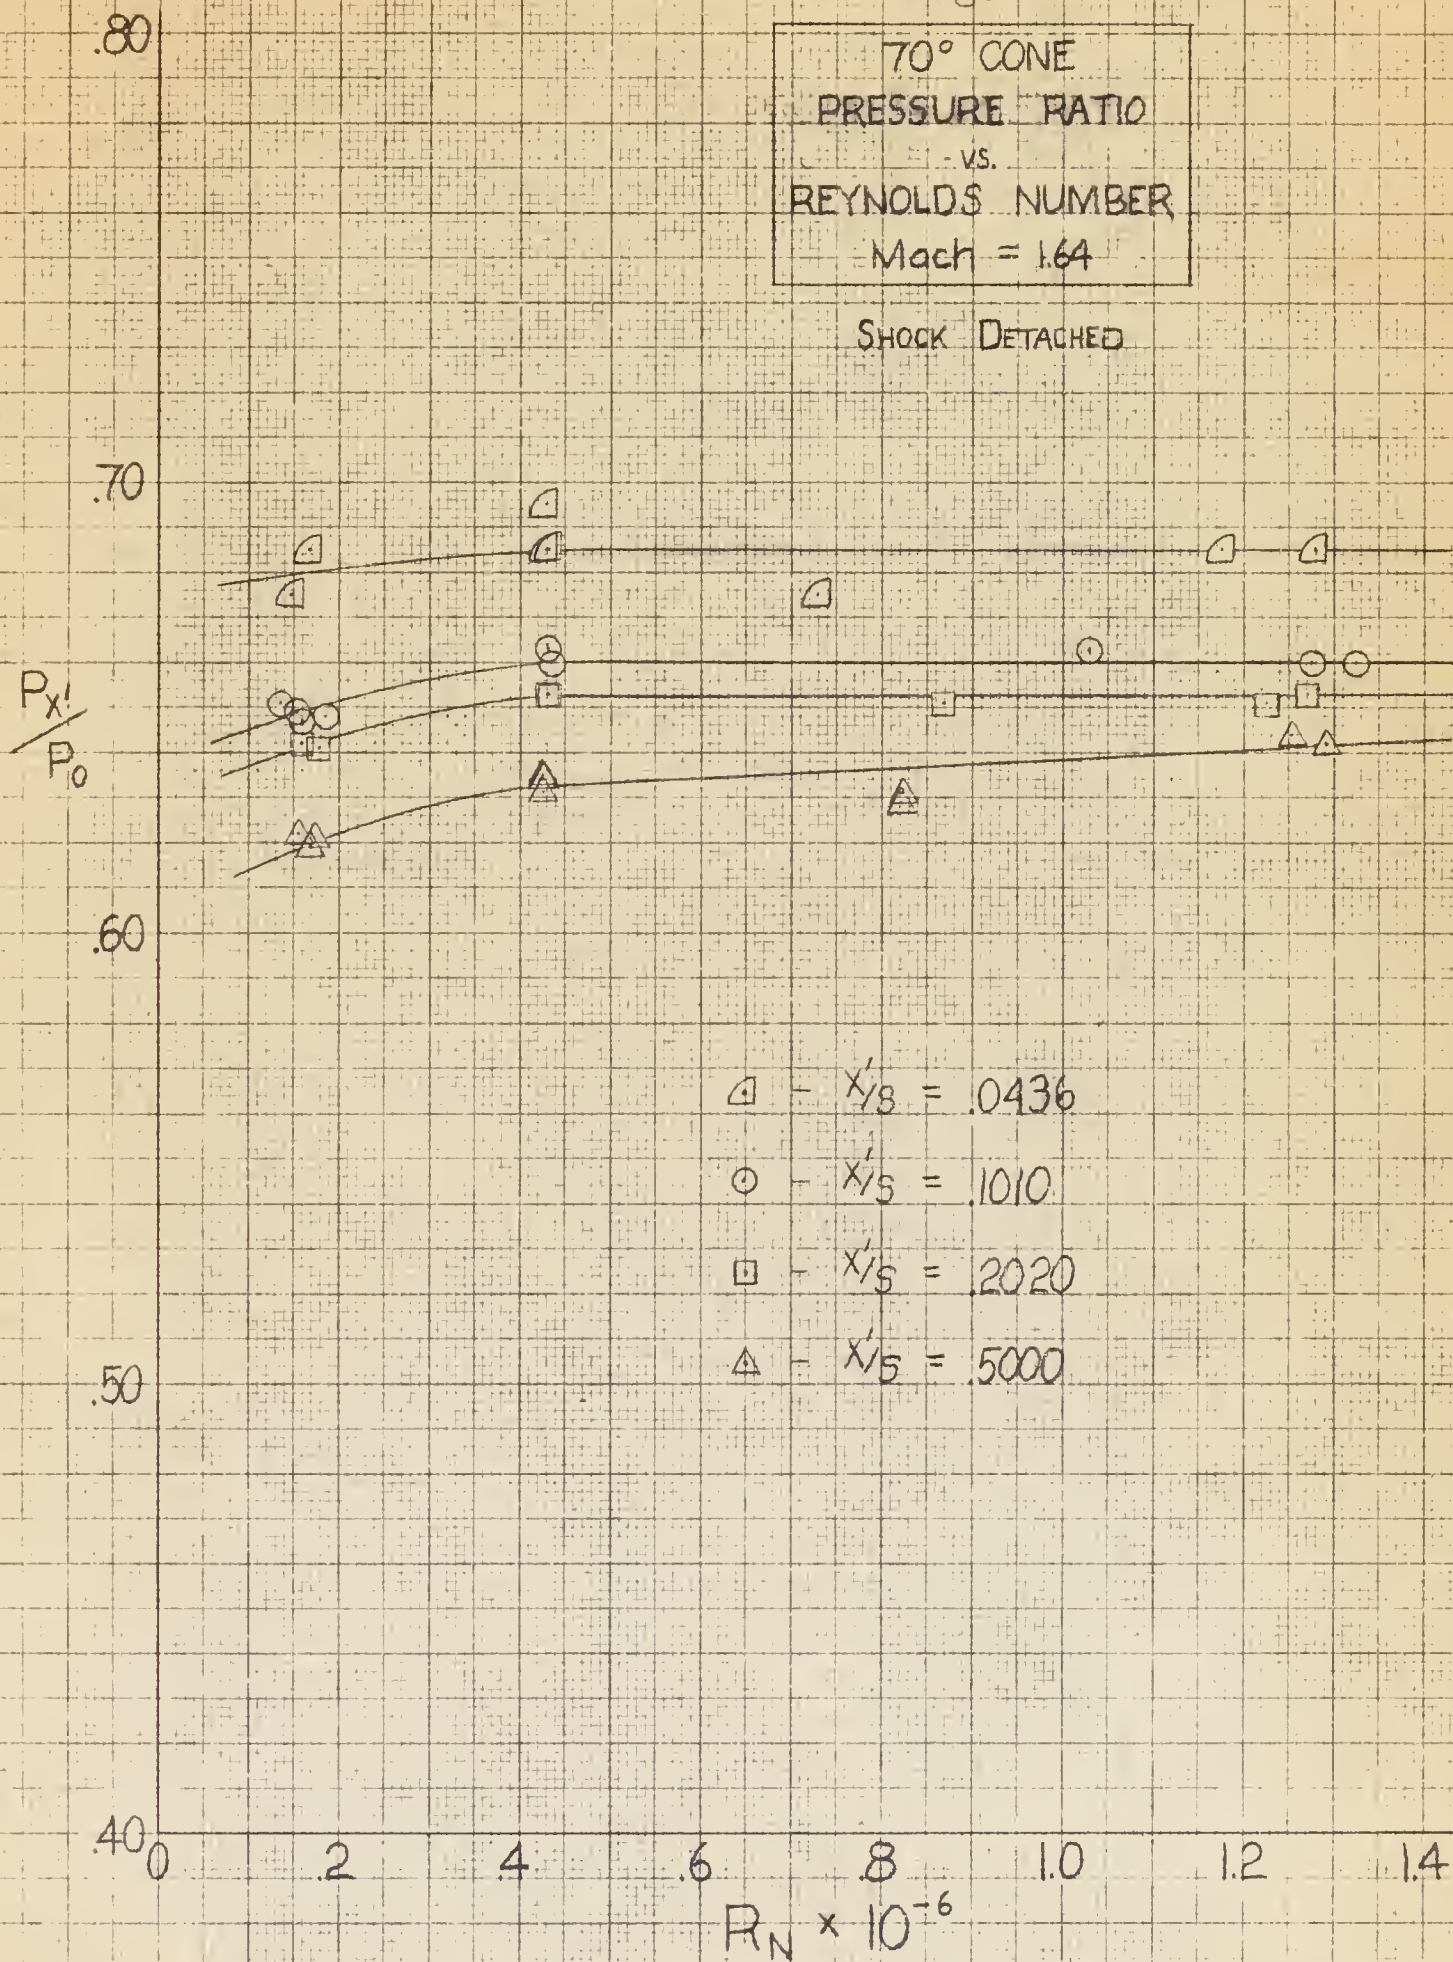 70° CONE
PRESSURE RATIO
VS.
REYNOLDS NUMBER
Mach = 1.64
SHOCK DETACHED
.80
.70
.60
.50
.40
Px'/Po
◿ - x'/s = .0436
⊙ - x'/s = .1010
⊡ - x'/s = .2020
△ - x'/s = .5000
0 .2 .4 .6 .8 1.0 1.2 1.4
RN × 10⁻⁶